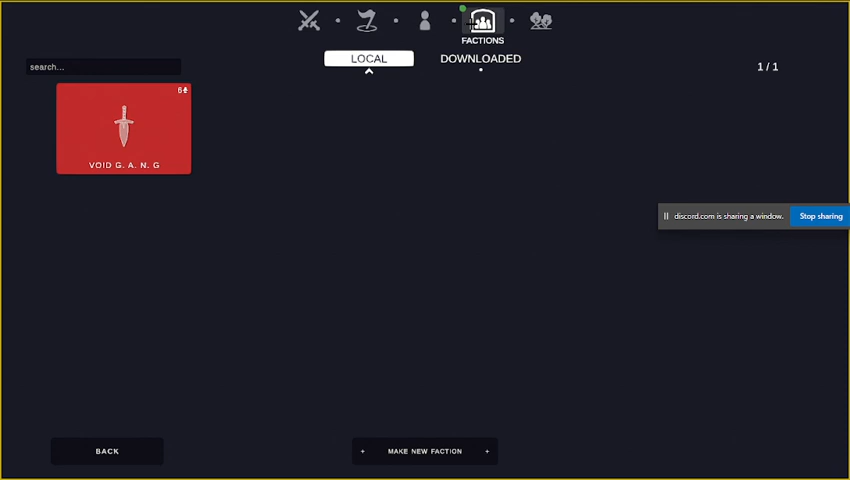 FACTIONS
LOCAL
DOWNLOADED
search...
1 / 1
6
VOID G. A. N. G
discord.com is sharing a window.
Stop sharing
BACK
+ MAKE NEW FACTION +